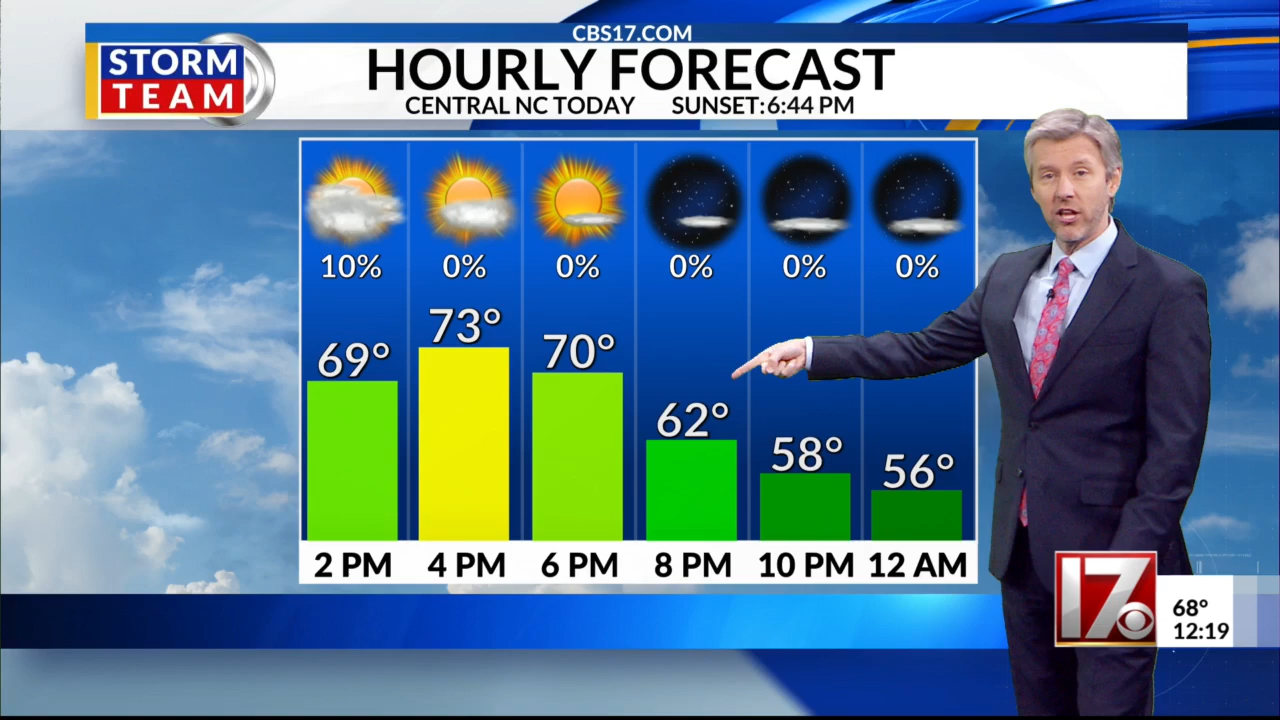 CBS17.COM
STORM
TEAM
HOURLY FORECAST
CENTRAL NC TODAY SUNSET:6:44 PM
10% 0% 0% 0% 0% 0%
69° 73° 70° 62° 58° 56°
2 PM 4 PM 6 PM 8 PM 10 PM 12 AM
17
68°
12:19